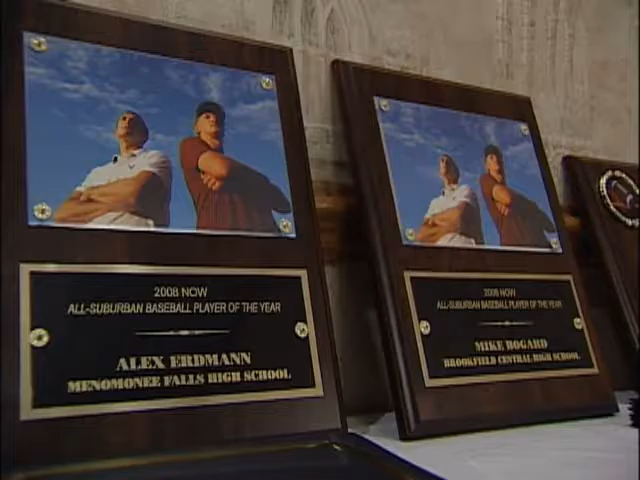 2008 NOW
ALL-SUBURBAN BASEBALL PLAYER OF THE YEAR
ALEX ERDMANN
MENOMONEE FALLS HIGH SCHOOL
2008 NOW
ALL-SUBURBAN BASEBALL PLAYER OF THE YEAR
MIKE BOGARD
BROOKFIELD CENTRAL HIGH SCHOOL